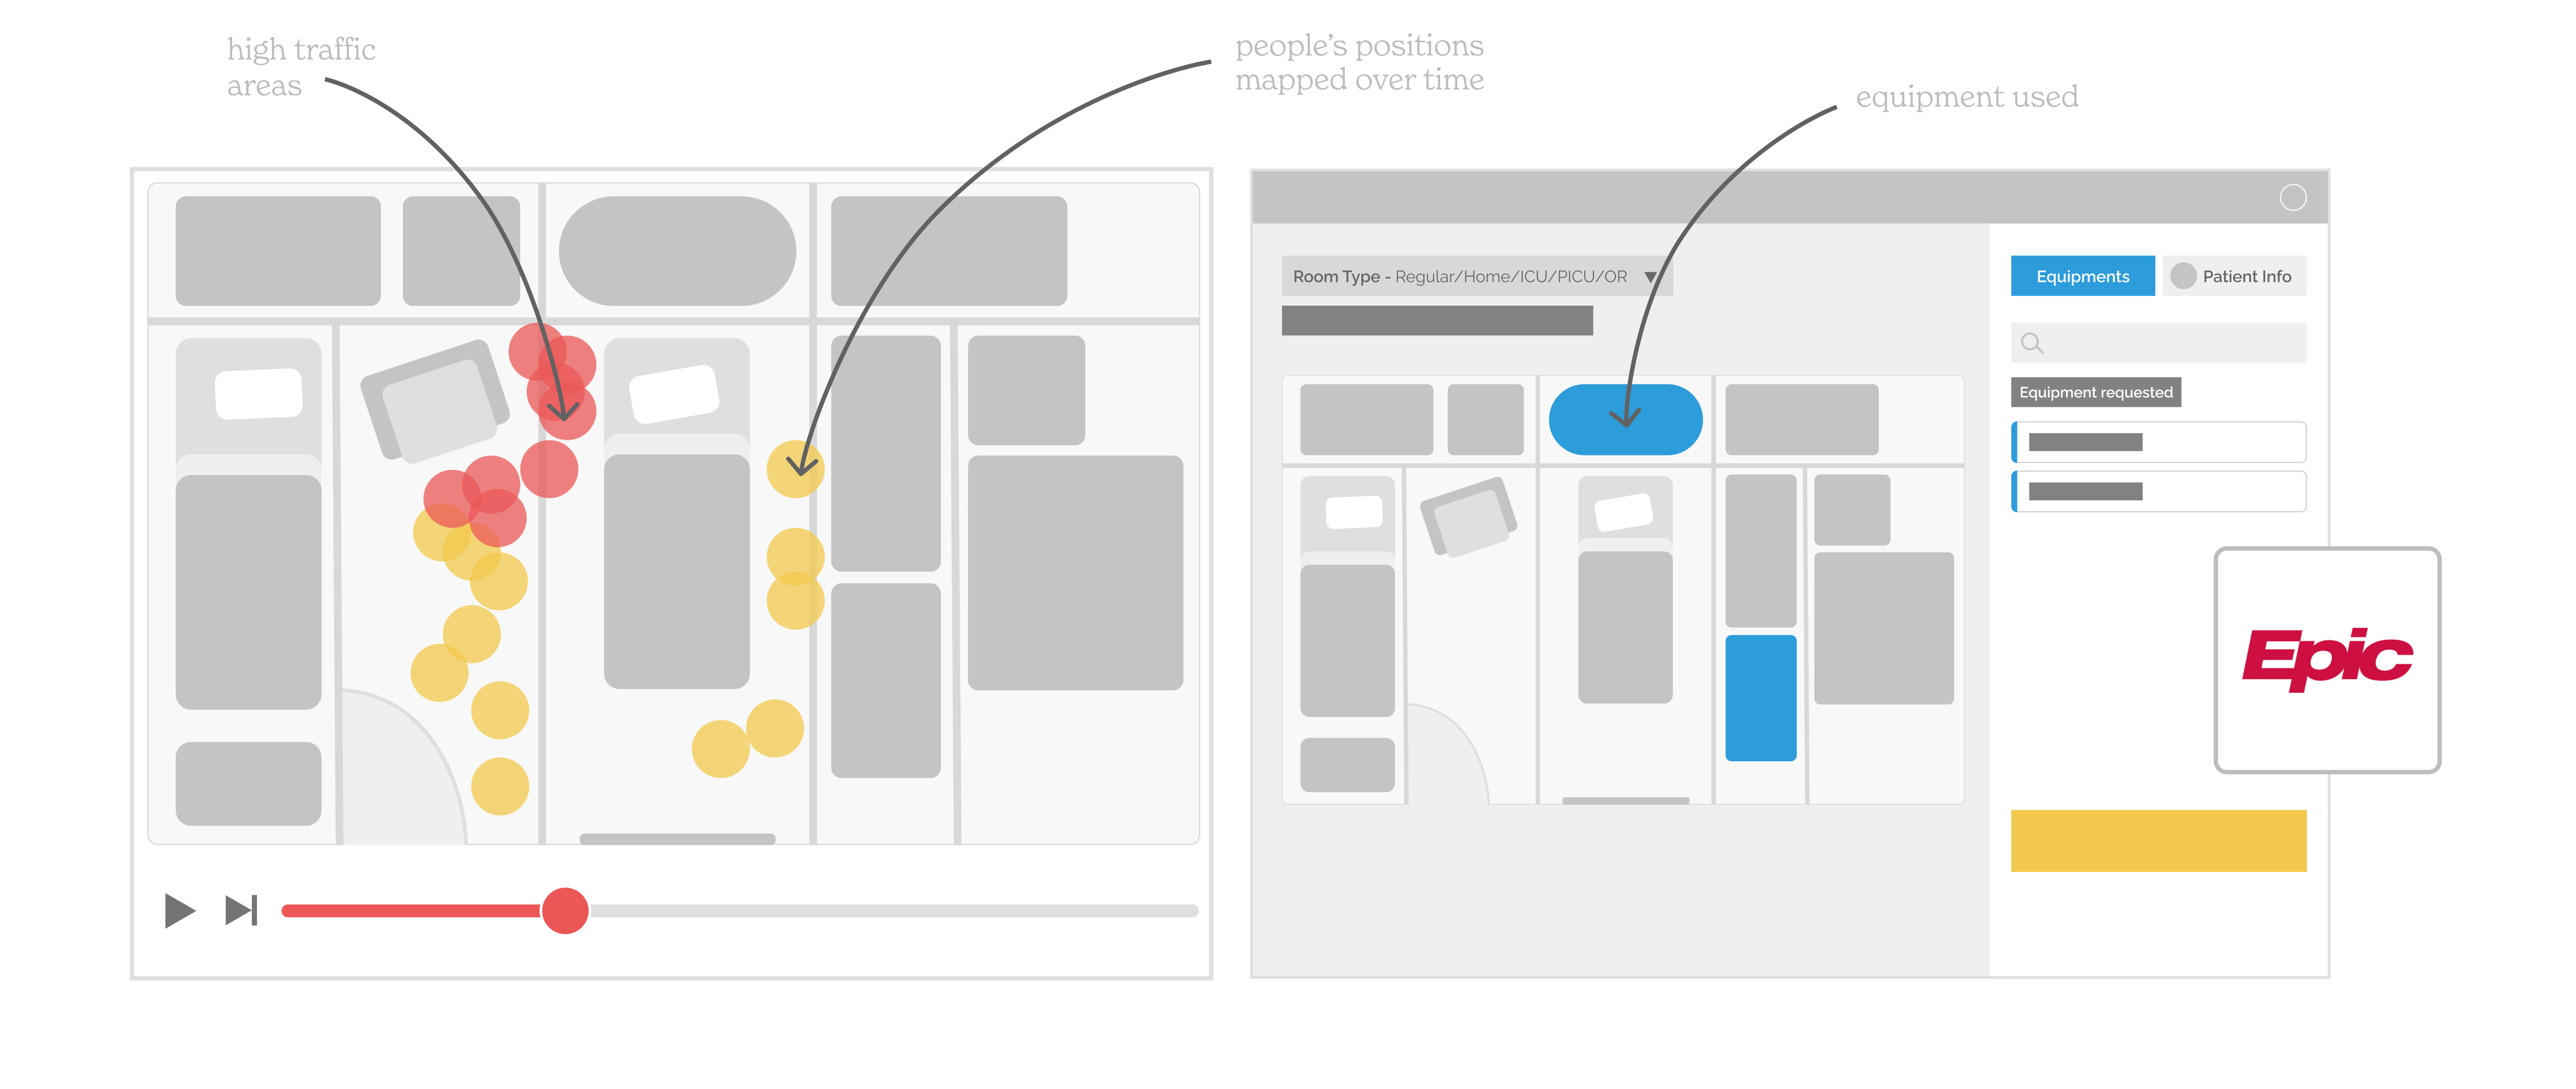 high traffic
areas
people's positions
mapped over time
equipment used
Room Type - Regular/Home/ICU/PICU/OR
Equipments
Patient Info
Equipment requested
Epic